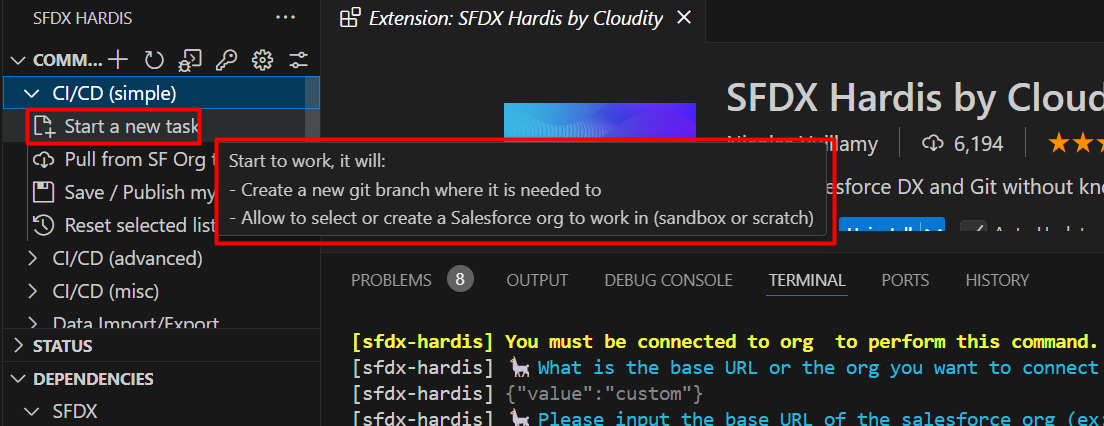 SFDX HARDIS
COMM...
CI/CD (simple)
Start a new task
Pull from SF Org
Save / Publish my
Reset selected list
CI/CD (advanced)
CI/CD (misc)
Data Import/Export
STATUS
DEPENDENCIES
SFDX
Extension: SFDX Hardis by Cloudity
SFDX Hardis by Cloud
6,194
Start to work, it will:
- Create a new git branch where it is needed to
- Allow to select or create a Salesforce org to work in (sandbox or scratch)
DX and Git without
PROBLEMS 8 OUTPUT DEBUG CONSOLE TERMINAL PORTS HISTORY
[sfdx-hardis] You must be connected to org to perform this command.
[sfdx-hardis] What is the base URL or the org you want to connect
[sfdx-hardis] {"value":"custom"}
[sfdx-hardis] Please input the base URL of the salesforce org (ex: